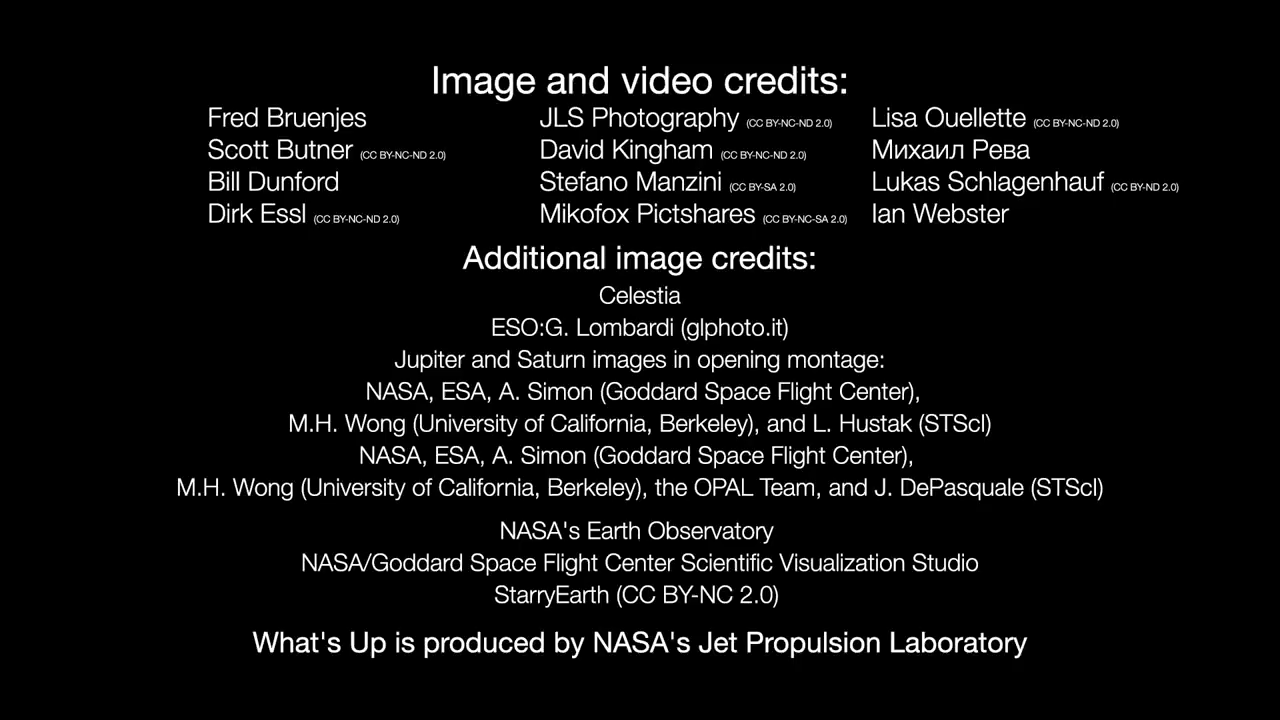 Image and video credits:
Fred Bruenjes
Scott Butner (CC BY-NC-ND 2.0)
Bill Dunford
Dirk Essl (CC BY-NC-ND 2.0)
JLS Photography (CC BY-NC-ND 2.0)
David Kingham (CC BY-NC-ND 2.0)
Stefano Manzini (CC BY-SA 2.0)
Mikofox Pictshares (CC BY-NC-SA 2.0)
Lisa Ouellette (CC BY-NC-ND 2.0)
Михаил Рева
Lukas Schlagenhauf (CC BY-ND 2.0)
Ian Webster
Additional image credits:
Celestia
ESO:G. Lombardi (glphoto.it)
Jupiter and Saturn images in opening montage:
NASA, ESA, A. Simon (Goddard Space Flight Center),
M.H. Wong (University of California, Berkeley), and L. Hustak (STScI)
NASA, ESA, A. Simon (Goddard Space Flight Center),
M.H. Wong (University of California, Berkeley), the OPAL Team, and J. DePasquale (STScI)
NASA's Earth Observatory
NASA/Goddard Space Flight Center Scientific Visualization Studio
StarryEarth (CC BY-NC 2.0)
What's Up is produced by NASA's Jet Propulsion Laboratory